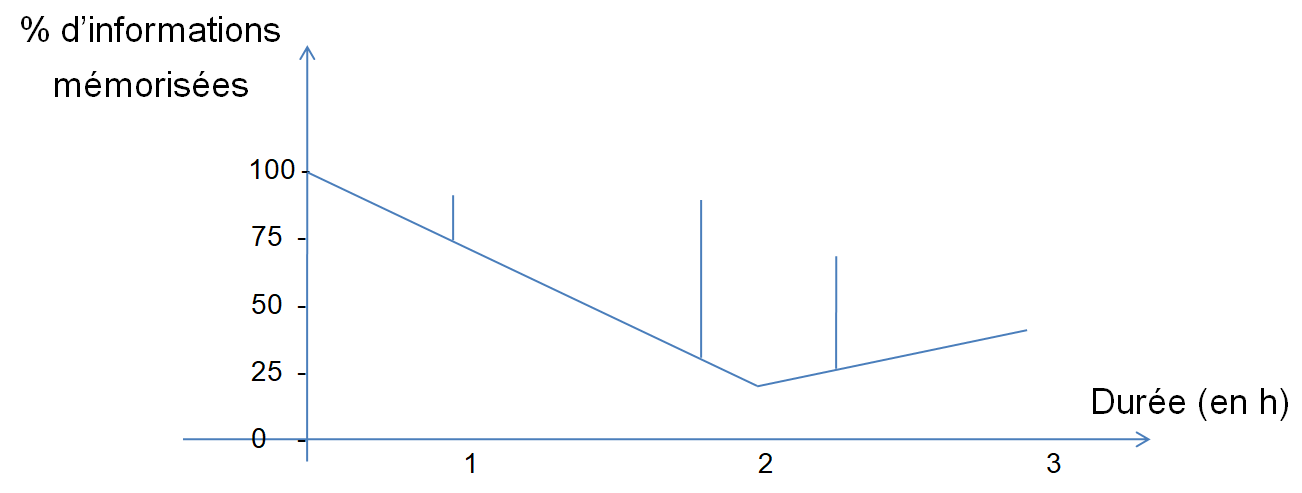 % d’informations
mémorisées
100
75
50
25
0
Durée (en h)
1 2 3